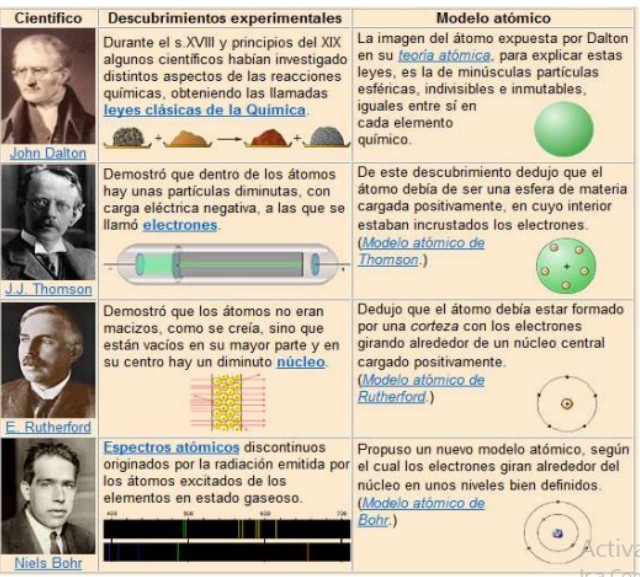 Científico Descubrimientos experimentales Modelo atómico
Durante el s.XVIII y principios del XIX
algunos científicos habían investigado
distintos aspectos de las reacciones
químicas, obteniendo las llamadas
leyes clásicas de la Química.
John Dalton
La imagen del átomo expuesta por Dalton
en su teoría atómica, para explicar estas
leyes, es la de minúsculas partículas
esféricas, indivisibles e inmutables,
iguales entre sí en
cada elemento
químico.
Demostró que dentro de los átomos
hay unas partículas diminutas, con
carga eléctrica negativa, a las que se
llamó electrones.
J.J. Thomson
De este descubrimiento dedujo que el
átomo debía de ser una esfera de materia
cargada positivamente, en cuyo interior
estaban incrustados los electrones.
(Modelo atómico de
Thomson.)
Demostró que los átomos no eran
macizos, como se creía, sino que
están vacíos en su mayor parte y en
su centro hay un diminuto núcleo.
E. Rutherford
Dedujo que el átomo debía estar formado
por una corteza con los electrones
girando alrededor de un núcleo central
cargado positivamente.
(Modelo atómico de
Rutherford.)
Espectros atómicos discontinuos
originados por la radiación emitida por
los átomos excitados de los
elementos en estado gaseoso.
400 500 600 700
Niels Bohr
Propuso un nuevo modelo atómico, según
el cual los electrones giran alrededor del
núcleo en unos niveles bien definidos.
(Modelo atómico de
Bohr.)
Activa